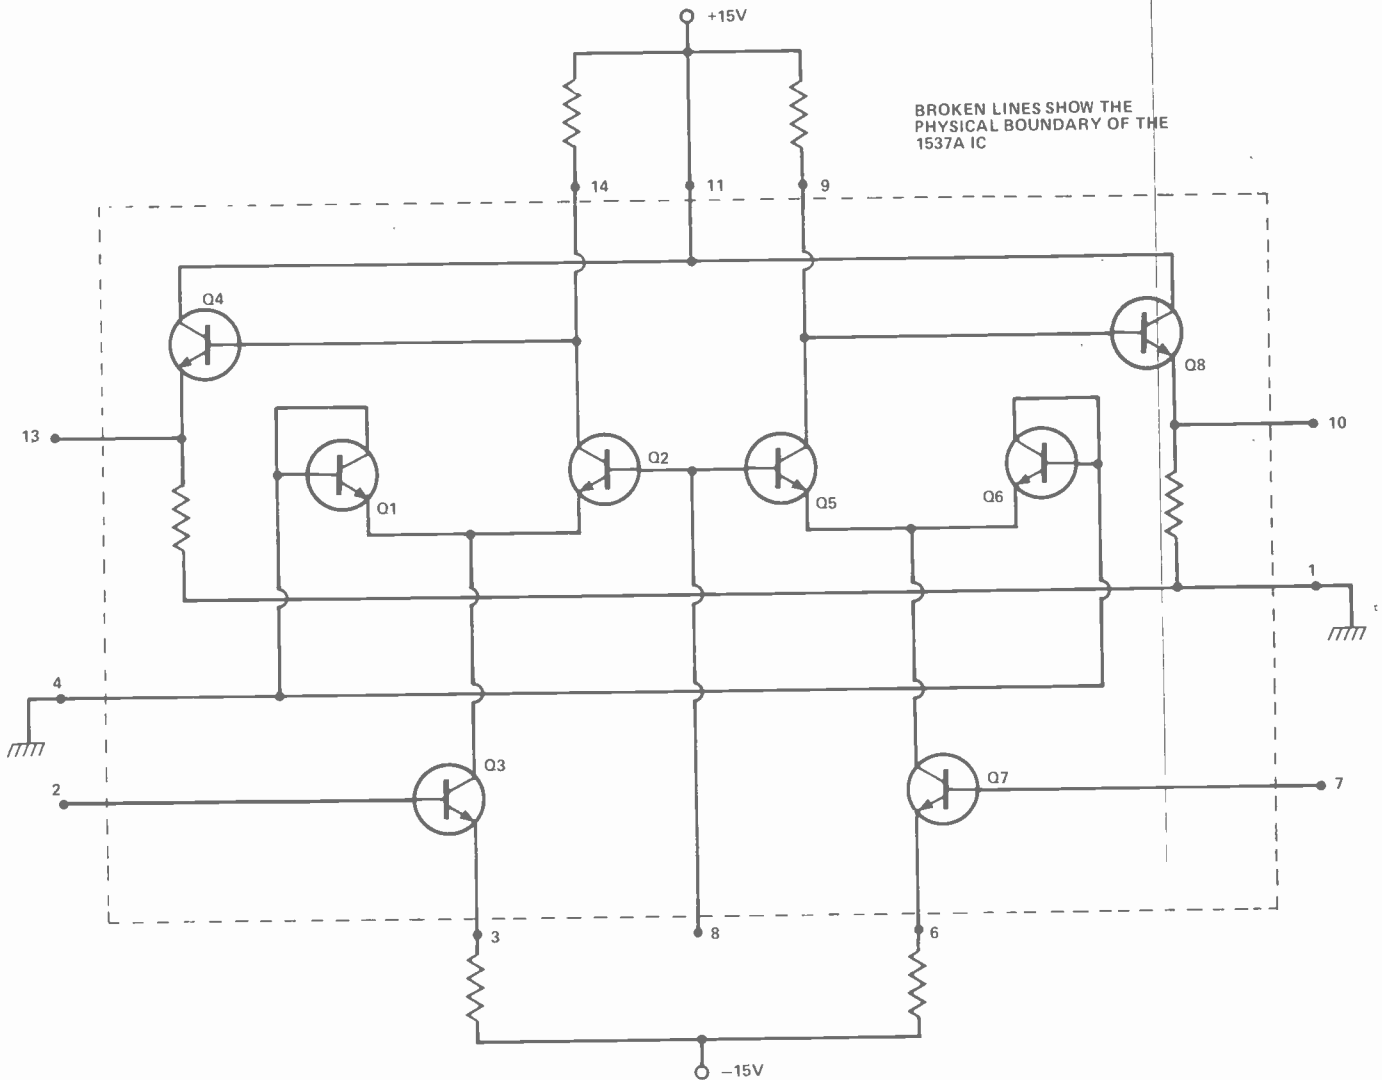 +15V
BROKEN LINES SHOW THE
PHYSICAL BOUNDARY OF THE
1537A IC
14
11
9
Q4
Q8
13
10
Q2
Q1
Q5
Q6
1
4
Q3
Q7
2
7
3
8
6
−15V